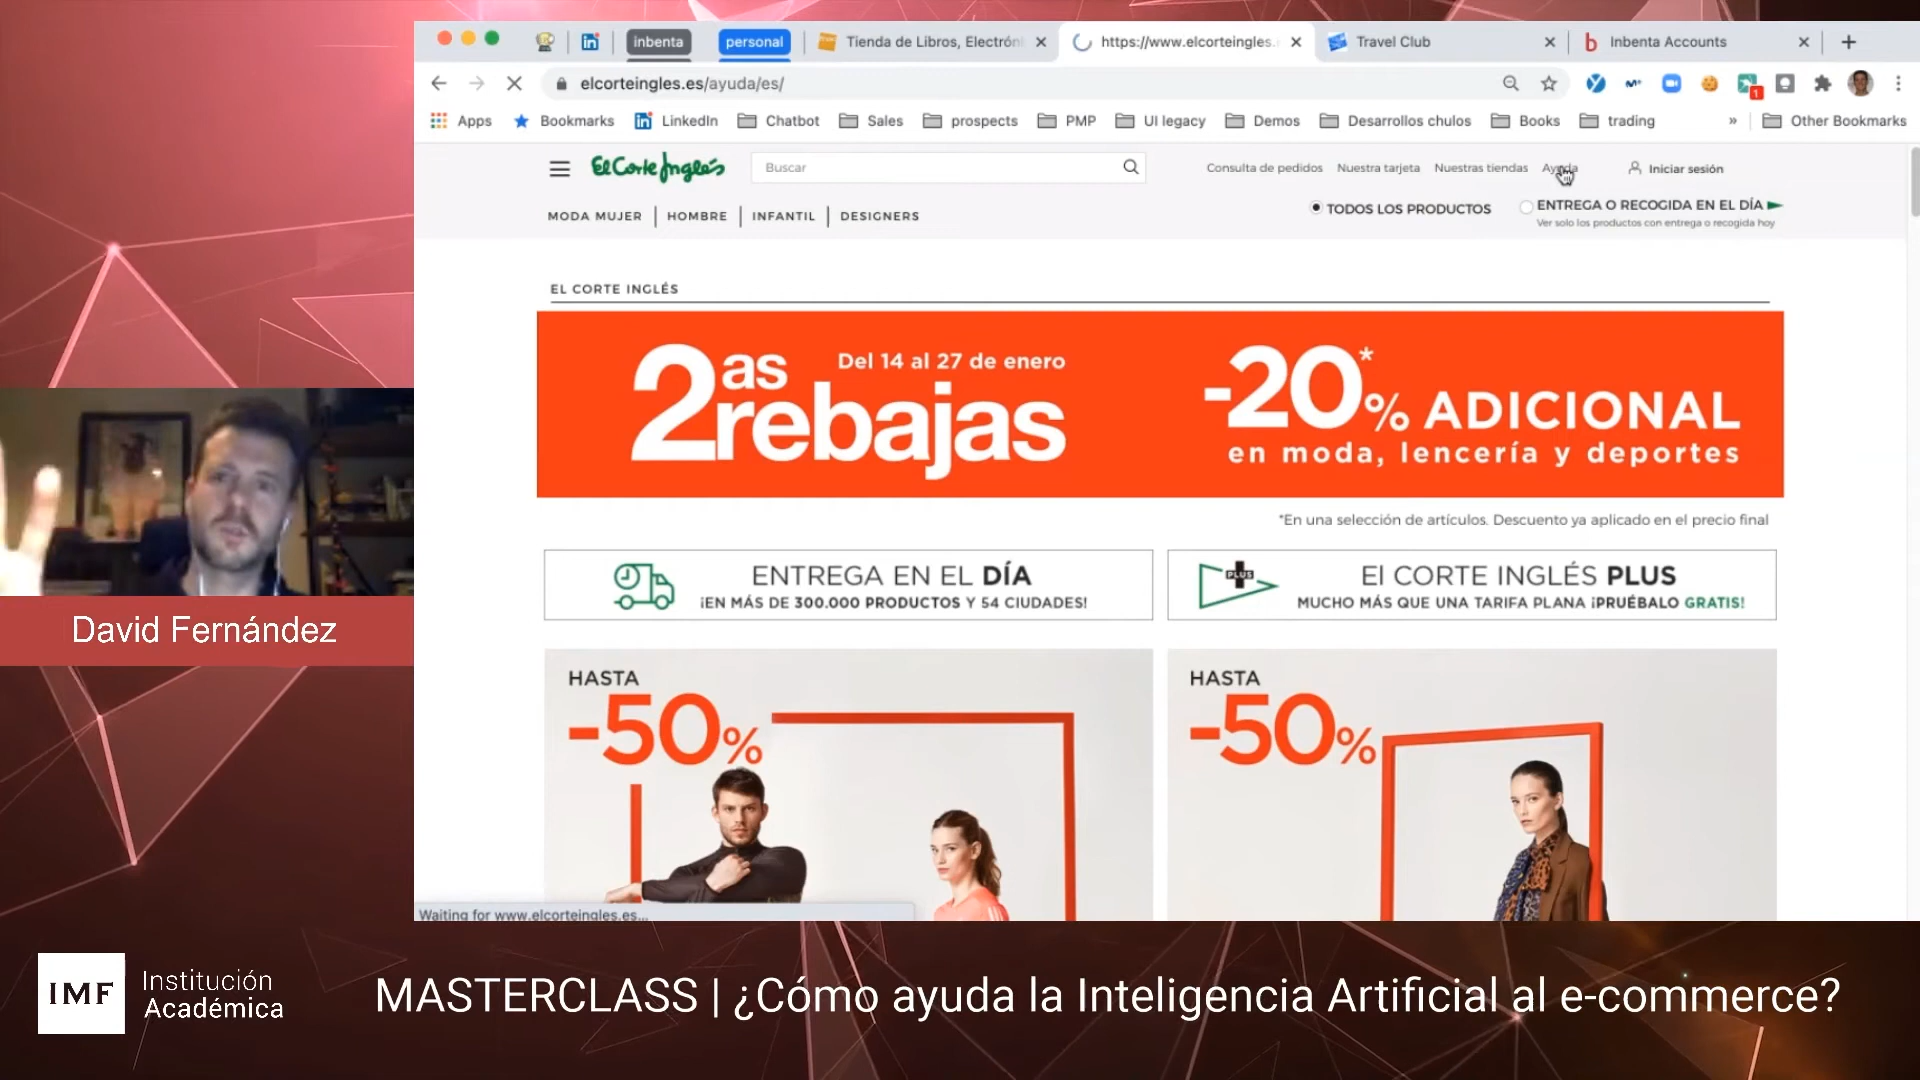 inbenta
personal
Tienda de Libros, Electróni
https://www.elcorteingles.
Travel Club
Inbenta Accounts
elcorteingles.es/ayuda/es/
1
Apps
Bookmarks
LinkedIn
Chatbot
Sales
prospects
PMP
UI legacy
Demos
Desarrollos chulos
Books
trading
»
Other Bookmarks
El Corte Inglés
Buscar
Consulta de pedidos
Nuestra tarjeta
Nuestras tiendas
Ayuda
Iniciar sesión
MODA MUJER | HOMBRE | INFANTIL | DESIGNERS
TODOS LOS PRODUCTOS
ENTREGA O RECOGIDA EN EL DÍA
Ver solo los productos con entrega o recogida hoy
EL CORTE INGLÉS
2as rebajas
Del 14 al 27 de enero
-20%* ADICIONAL
en moda, lencería y deportes
*En una selección de artículos. Descuento ya aplicado en el precio final
ENTREGA EN EL DÍA
¡EN MÁS DE 300.000 PRODUCTOS Y 54 CIUDADES!
PLUS
El CORTE INGLÉS PLUS
MUCHO MÁS QUE UNA TARIFA PLANA ¡PRUÉBALO GRATIS!
HASTA
-50%
HASTA
-50%
Waiting for www.elcorteingles.es...
David Fernández
IMF
Institución
Académica
MASTERCLASS | ¿Cómo ayuda la Inteligencia Artificial al e-commerce?